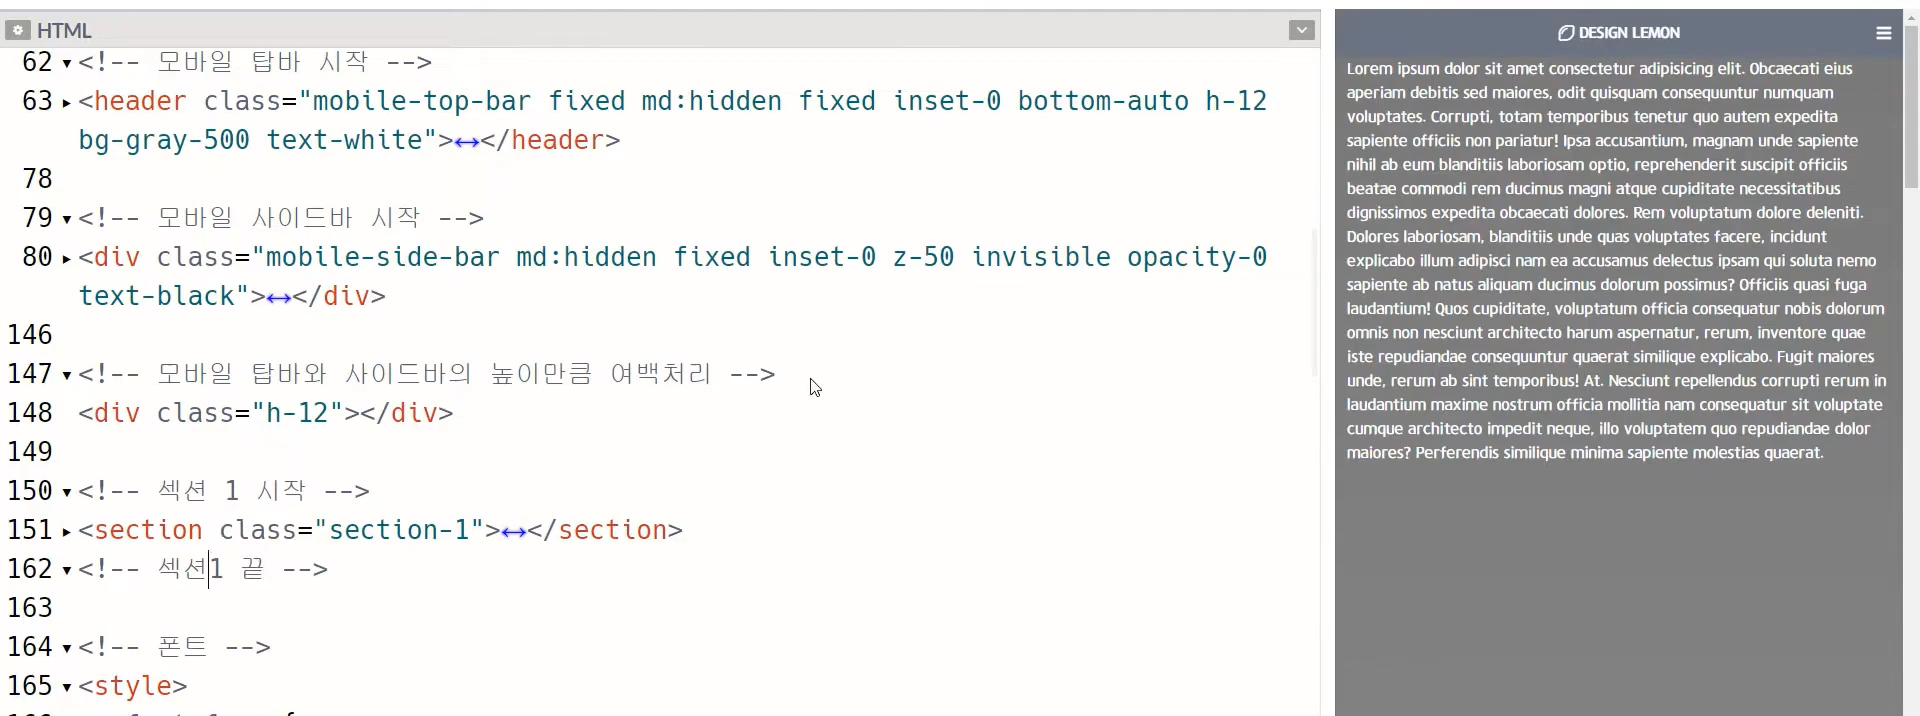 HTML
62 <!-- 모바일 탑바 시작 -->
63 <header class="mobile-top-bar fixed md:hidden fixed inset-0 bottom-auto h-12
bg-gray-500 text-white">↔</header>
78
79 <!-- 모바일 사이드바 시작 -->
80 <div class="mobile-side-bar md:hidden fixed inset-0 z-50 invisible opacity-0
text-black">↔</div>
146
147 <!-- 모바일 탑바와 사이드바의 높이만큼 여백처리 -->
148 <div class="h-12"></div>
149
150 <!-- 섹션 1 시작 -->
151 <section class="section-1">↔</section>
162 <!-- 섹션1 끝 -->
163
164 <!-- 폰트 -->
165 <style>
DESIGN LEMON
Lorem ipsum dolor sit amet consectetur adipisicing elit. Obcaecati eius
aperiam debitis sed maiores, odit quisquam consequuntur numquam
voluptates. Corrupti, totam temporibus tenetur quo autem expedita
sapiente officiis non pariatur! Ipsa accusantium, magnam unde sapiente
nihil ab eum blanditiis laboriosam optio, reprehenderit suscipit officiis
beatae commodi rem ducimus magni atque cupiditate necessitatibus
dignissimos expedita obcaecati dolores. Rem voluptatum dolore deleniti.
Dolores laboriosam, blanditiis unde quas voluptates facere, incidunt
explicabo illum adipisci nam ea accusamus delectus ipsam qui soluta nemo
sapiente ab natus aliquam ducimus dolorum possimus? Officiis quasi fuga
laudantium! Quos cupiditate, voluptatum officia consequatur nobis dolorum
omnis non nesciunt architecto harum aspernatur, rerum, inventore quae
iste repudiandae consequuntur quaerat similique explicabo. Fugit maiores
unde, rerum ab sint temporibus! At. Nesciunt repellendus corrupti rerum in
laudantium maxime nostrum officia mollitia nam consequatur sit voluptate
cumque architecto impedit neque, illo voluptatem quo repudiandae dolor
maiores? Perferendis similique minima sapiente molestias quaerat.